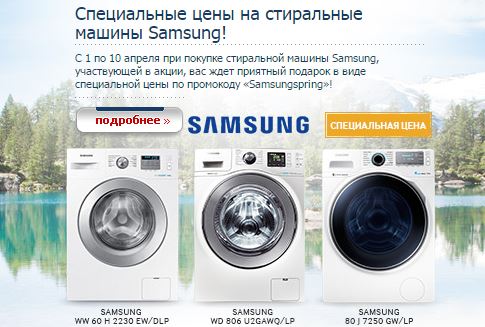 Специальные цены на стиральные
машины Samsung!
С 1 по 10 апреля при покупке стиральной машины Samsung,
участвующей в акции, вас ждет приятный подарок в виде
специальной цены по промокоду «Samsungspring»!
подробнее »
SAMSUNG
СПЕЦИАЛЬНАЯ ЦЕНА
SAMSUNG
WW 60 H 2230 EW/DLP
SAMSUNG
WD 806 U2GAWQ/LP
SAMSUNG
80 J 7250 GW/LP